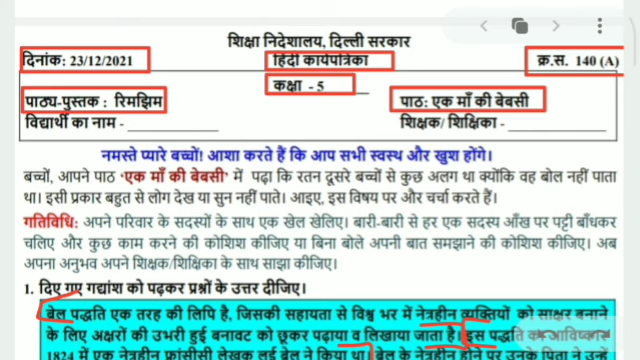 शिक्षा निदेशालय, दिल्ली सरकार
दिनांक: 23/12/2021 हिंदी कार्यपत्रिका क्र.स. 140 (A)
कक्षा - 5
पाठ्य-पुस्तक : रिमझिम पाठ: एक माँ की बेबसी
विद्यार्थी का नाम - ____________ शिक्षक/ शिक्षिका - ____________
नमस्ते प्यारे बच्चों! आशा करते हैं कि आप सभी स्वस्थ और खुश होंगे।
बच्चों, आपने पाठ ‘एक माँ की बेबसी’ में पढ़ा कि रतन दूसरे बच्चों से कुछ अलग था क्योंकि वह बोल नहीं पाता
था। इसी प्रकार बहुत से लोग देख या सुन नहीं पाते। आइए, इस विषय पर और चर्चा करते हैं।
गतिविधि: अपने परिवार के सदस्यों के साथ एक खेल खेलिए। बारी-बारी से हर एक सदस्य आँख पर पट्टी बाँधकर
चलिए और कुछ काम करने की कोशिश कीजिए या बिना बोले अपनी बात समझाने की कोशिश कीजिए। अब
अपना अनुभव अपने शिक्षक/शिक्षिका के साथ साझा कीजिए।
1. दिए गए गद्यांश को पढ़कर प्रश्नों के उत्तर दीजिए।
ब्रेल पद्धति एक तरह की लिपि है, जिसकी सहायता से विश्व भर में नेत्रहीन व्यक्तियों को साक्षर बनाने
के लिए अक्षरों की उभरी हुई बनावट को छूकर पढ़ाया व लिखाया जाता है। इस पद्धति का आविष्कार
1824 में एक नेत्रहीन फ्रांसीसी लेखक लुई ब्रेल ने किया था। ब्रेल के नेत्रहीन होने पर उनके पिता ने उन्हें